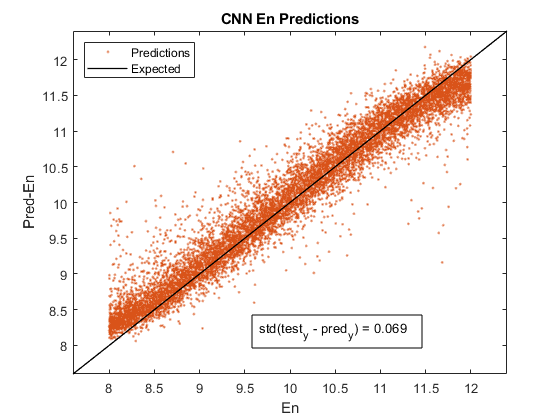 CNN En Predictions
Predictions
Expected
12
11.5
11
10.5
10
9.5
9
8.5
8
Pred-En
std(test_y - pred_y) = 0.069
8 8.5 9 9.5 10 10.5 11 11.5 12
En